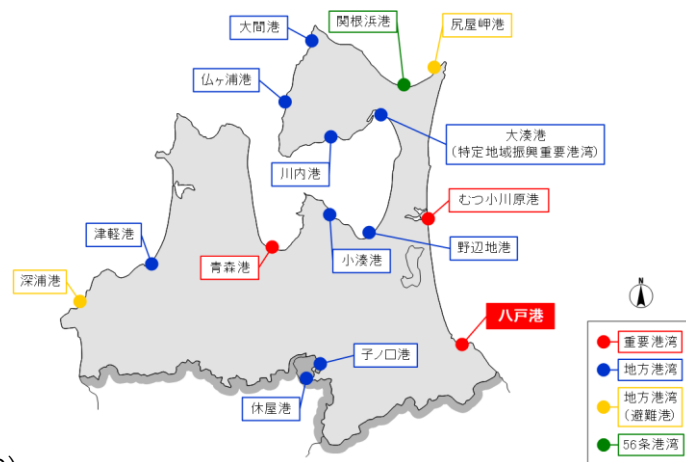 大間港
関根浜港
尻屋岬港
仏ヶ浦港
大湊港
(特定地域振興重要港湾)
川内港
むつ小川原港
津軽港
青森港
小湊港
野辺地港
深浦港
八戸港
子ノ口港
休屋港
N
重要港湾
地方港湾
地方港湾
(避難港)
56条港湾